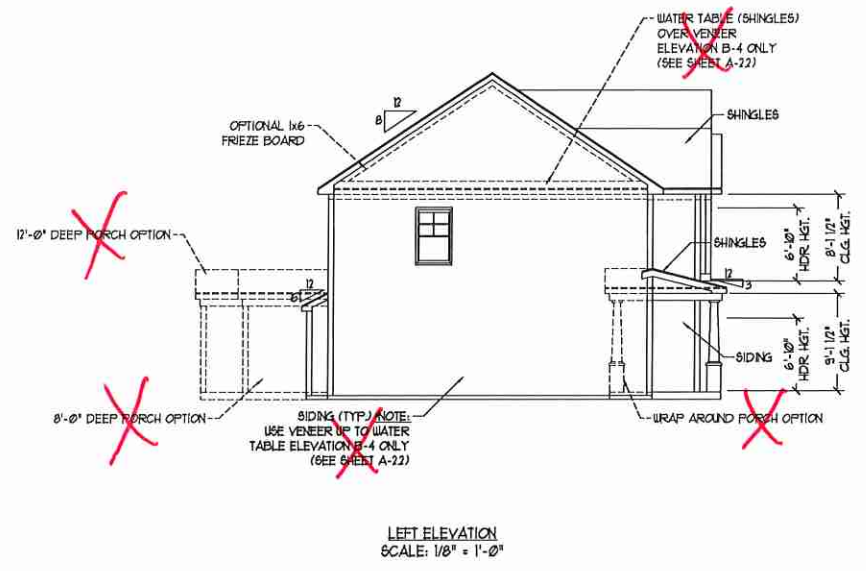 WATER TABLE (SHINGLES)
OVER VENEER
ELEVATION B-4 ONLY
(SEE SHEET A-2.2)
12
8
OPTIONAL 1x6
FRIEZE BOARD
SHINGLES
12'-0" DEEP PORCH OPTION
SHINGLES
6'-10"
HDR. HGT.
8'-1 1/2"
CLG. HGT.
12
6
12
3
6'-10"
HDR. HGT.
9'-1 1/2"
CLG. HGT.
SIDING
8'-0" DEEP PORCH OPTION
SIDING (TYP.) NOTE:
USE VENEER UP TO WATER
TABLE ELEVATION B-4 ONLY
(SEE SHEET A-2.2)
WRAP AROUND PORCH OPTION
LEFT ELEVATION
SCALE: 1/8" = 1'-0"